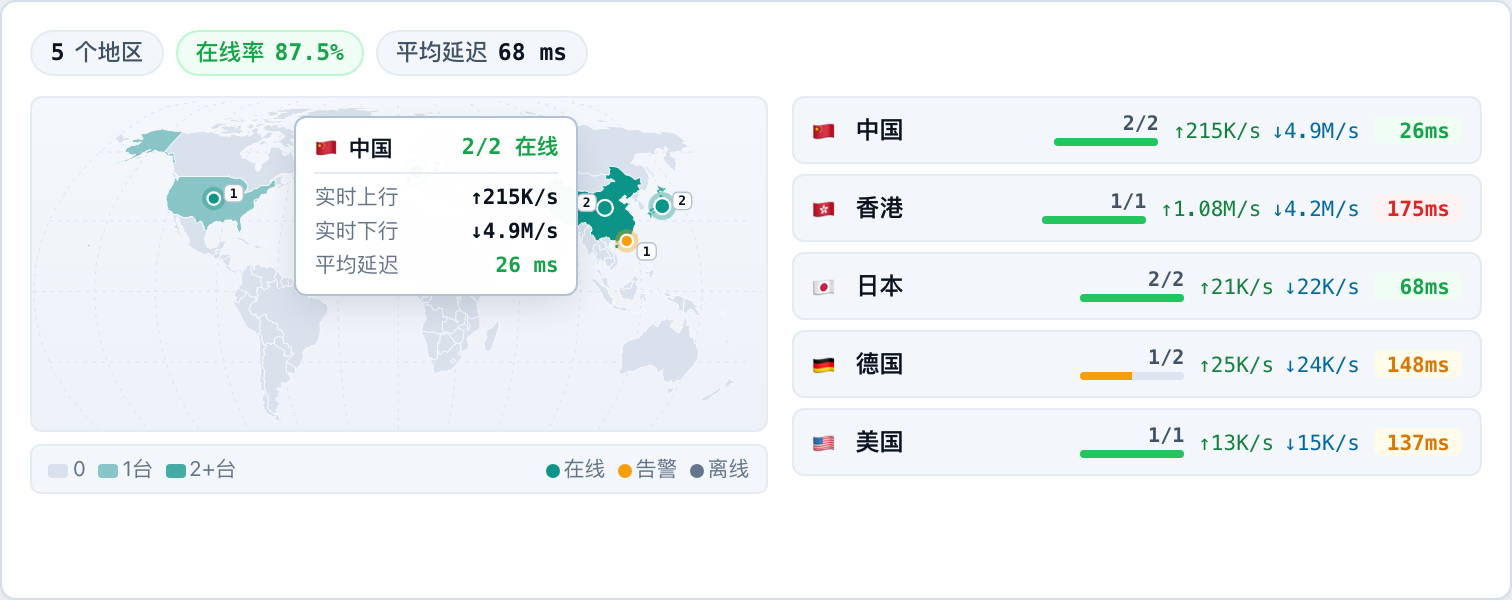 5 个地区
在线率 87.5%
平均延迟 68 ms
中国 2/2 在线
实时上行 ↑215K/s
实时下行 ↓4.9M/s
平均延迟 26 ms
1
2
2
1
0 1台 2+台
在线 告警 离线
中国 2/2 ↑215K/s ↓4.9M/s 26ms
香港 1/1 ↑1.08M/s ↓4.2M/s 175ms
日本 2/2 ↑21K/s ↓22K/s 68ms
德国 1/2 ↑25K/s ↓24K/s 148ms
美国 1/1 ↑13K/s ↓15K/s 137ms